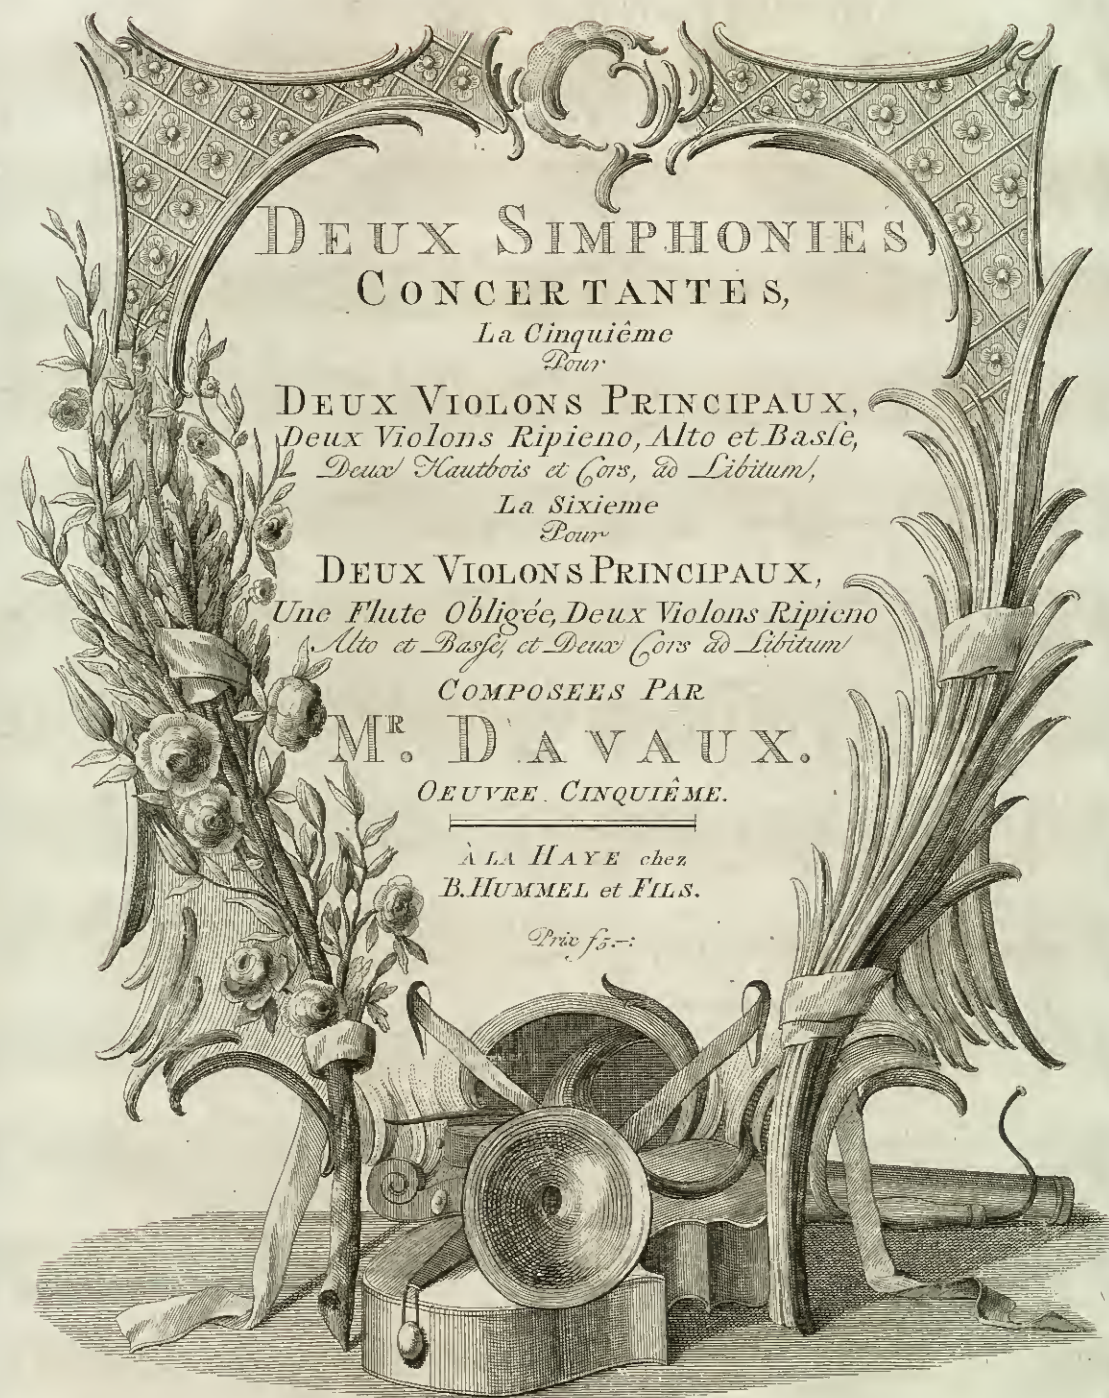 DEUX SIMPHONIES
CONCERTANTES,
La Cinquiême
Pour
DEUX VIOLONS PRINCIPAUX,
Deux Violons Ripieno, Alto et Basse,
Deux Hautbois et Cors, ad Libitum,
La Sixieme
Pour
DEUX VIOLONS PRINCIPAUX,
Une Flute Obligée, Deux Violons Ripieno
Alto et Basse, et Deux Cors ad Libitum
COMPOSEES PAR
MR. D'AVAUX.
OEUVRE CINQUIÊME.
À LA HAYE chez
B. HUMMEL et FILS.
Prix f5.-: